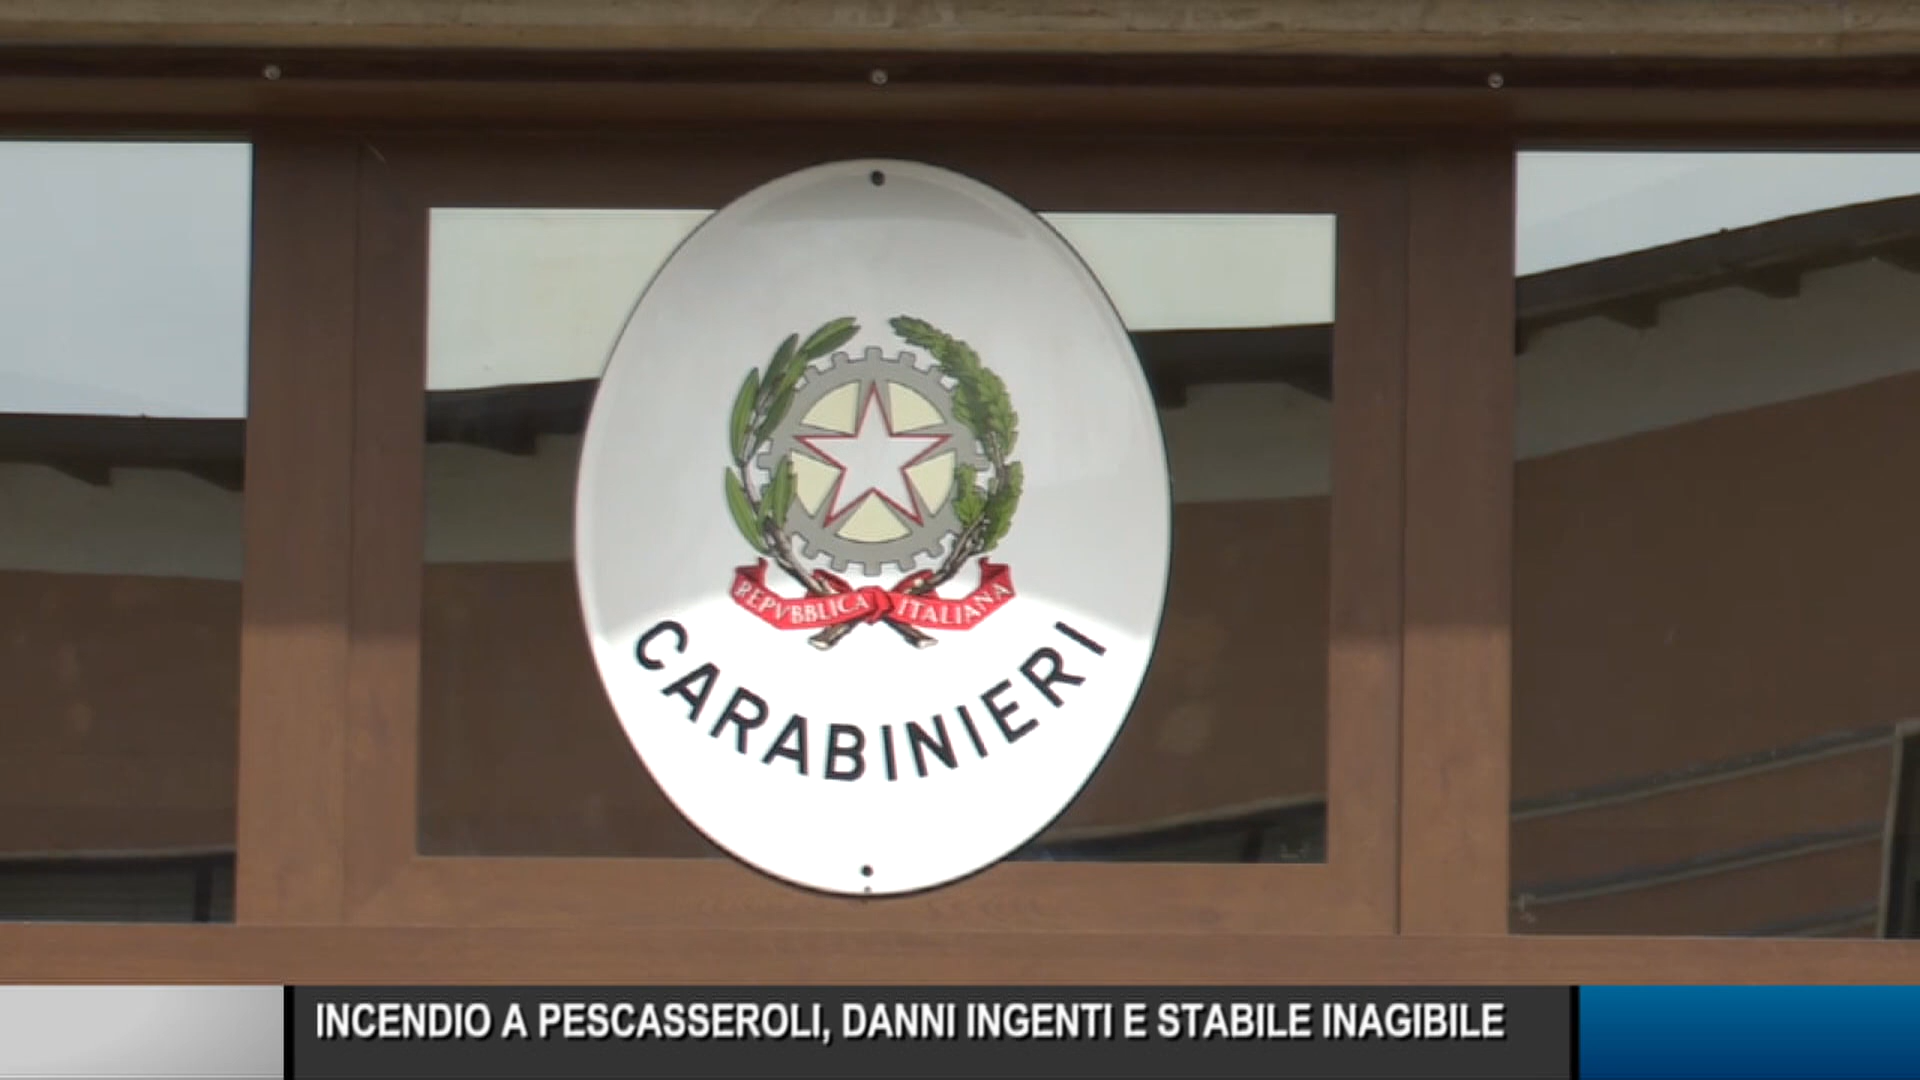 REPVBBLICA ITALIANA
CARABINIERI
INCENDIO A PESCASSEROLI, DANNI INGENTI E STABILE INAGIBILE